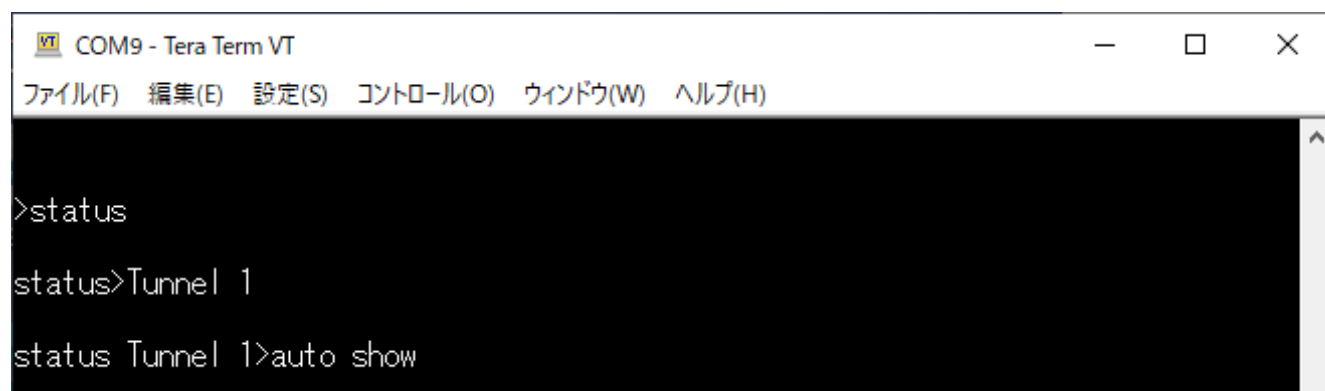 COM9 - Tera Term VT
ファイル(F) 編集(E) 設定(S) コントロール(O) ウィンドウ(W) ヘルプ(H)
>status
status>Tunnel 1
status Tunnel 1>auto show